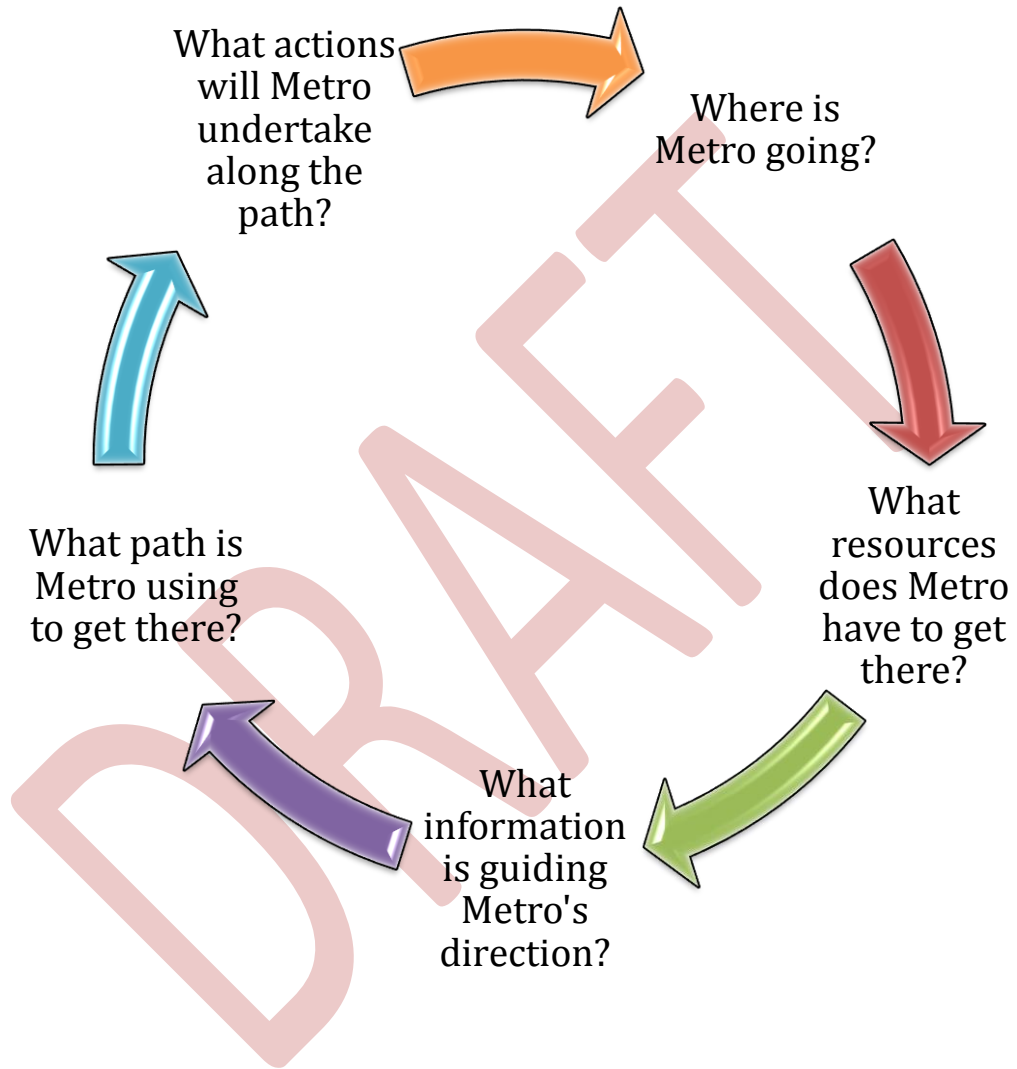 What actions
will Metro
undertake
along the
path?
Where is
Metro going?
What
resources
does Metro
have to get
there?
What
information
is guiding
Metro's
direction?
What path is
Metro using
to get there?
DRAFT